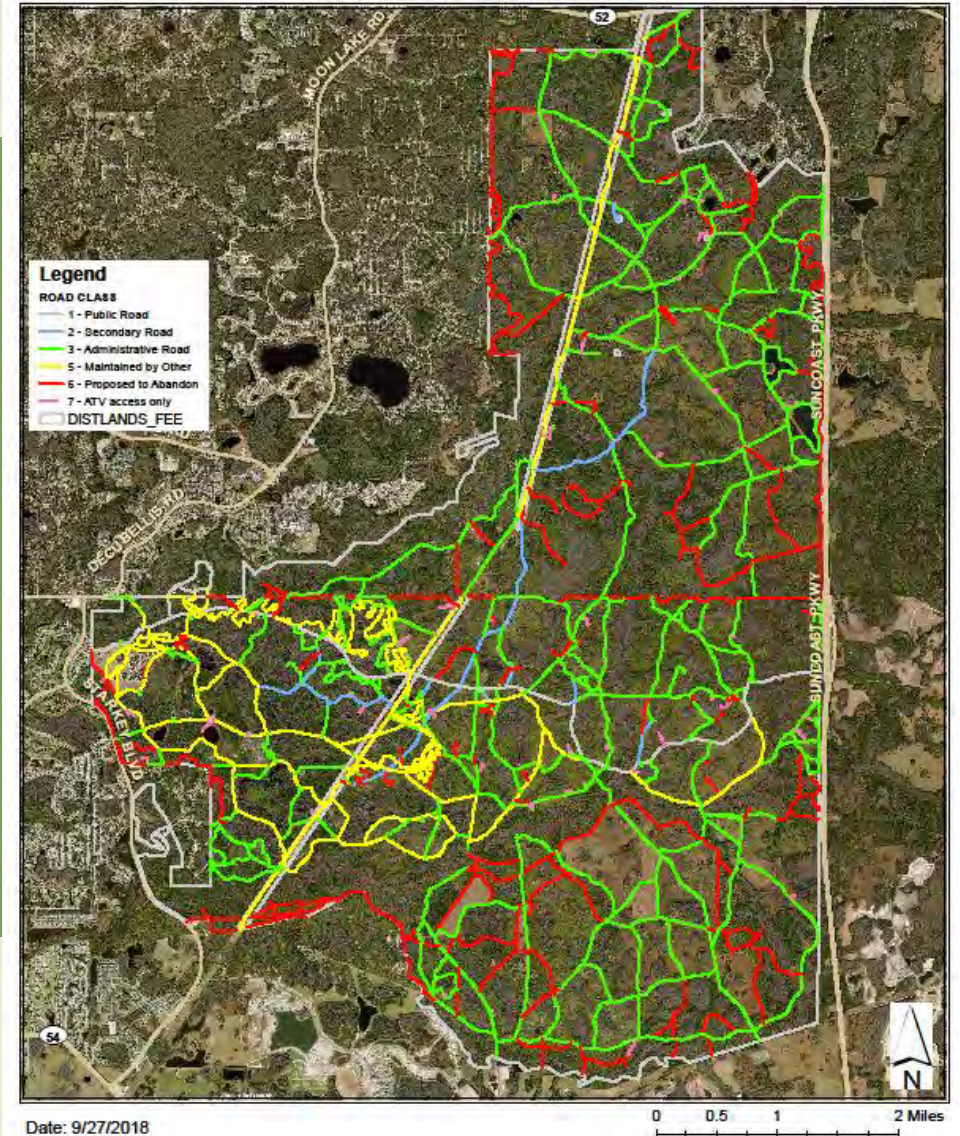 52
MOON LAKE RD
Legend
ROAD CLASS
1 - Public Road
2 - Secondary Road
3 - Administrative Road
5 - Maintained by Other
6 - Proposed to Abandon
7 - ATV access only
DISTLANDS_FEE
SUNCOAST PKWY
DECUBELLIS RD
SUNCOAST PKWY
BLVD
54
N
Date: 9/27/2018
0 0.5 1 2 Miles